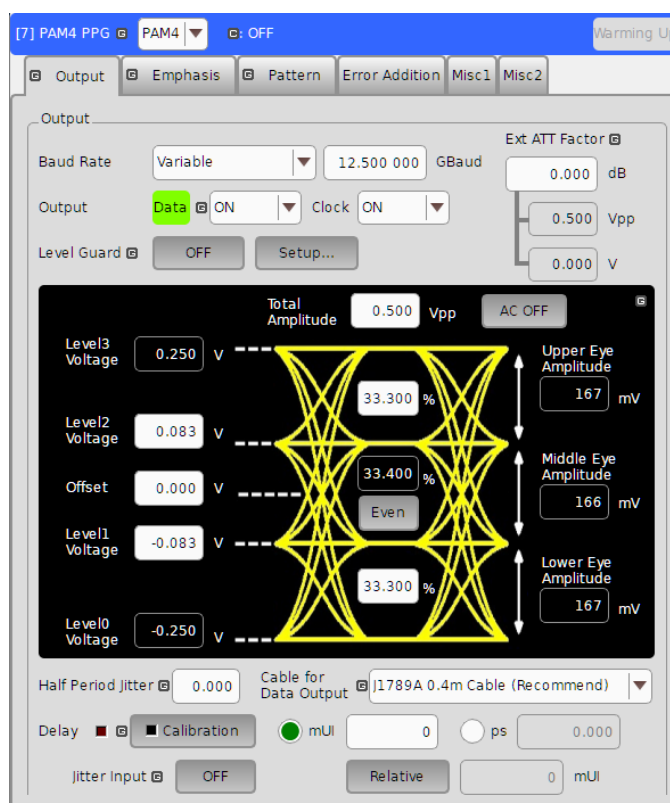 [7] PAM4 PPG G PAM4 C: OFF Warming U
G Output G Emphasis G Pattern Error Addition Misc1 Misc2
Output
Ext ATT Factor G
Baud Rate Variable 12.500 000 GBaud 0.000 dB
Output Data G ON Clock ON 0.500 Vpp
Level Guard G OFF Setup... 0.000 V
Total Amplitude 0.500 Vpp AC OFF G
Level3
Voltage 0.250 V
Upper Eye
Amplitude
167 mV
33.300 %
Level2
Voltage 0.083 V
Middle Eye
Amplitude
166 mV
33.400 %
Even
Offset 0.000 V
Level1
Voltage -0.083 V
Lower Eye
Amplitude
167 mV
33.300 %
Level0
Voltage -0.250 V
Half Period Jitter G 0.000 Cable for
Data Output G J1789A 0.4m Cable (Recommend)
Delay G Calibration mUI 0 ps 0.000
Jitter Input G OFF Relative 0 mUI